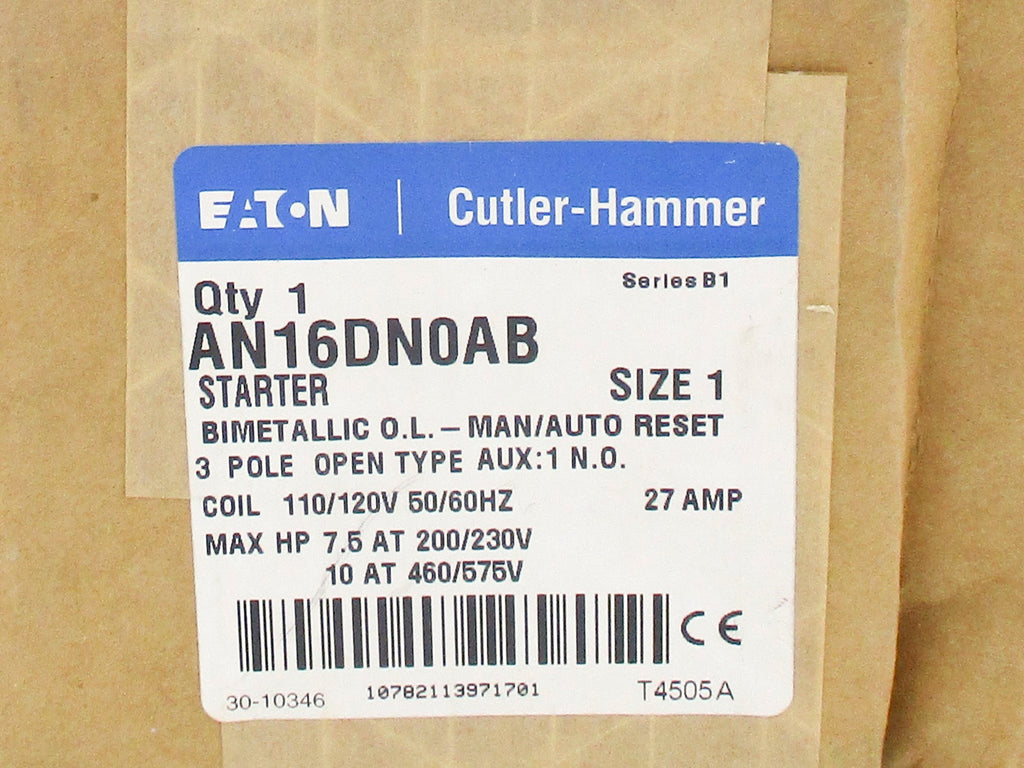 EATON | Cutler-Hammer
Series B1
Qty 1
AN16DN0AB
STARTER SIZE 1
BIMETALLIC O.L. – MAN/AUTO RESET
3 POLE OPEN TYPE AUX:1 N.O.
COIL 110/120V 50/60HZ 27 AMP
MAX HP 7.5 AT 200/230V
10 AT 460/575V
CE
30-10346 10782113971701 T4505A